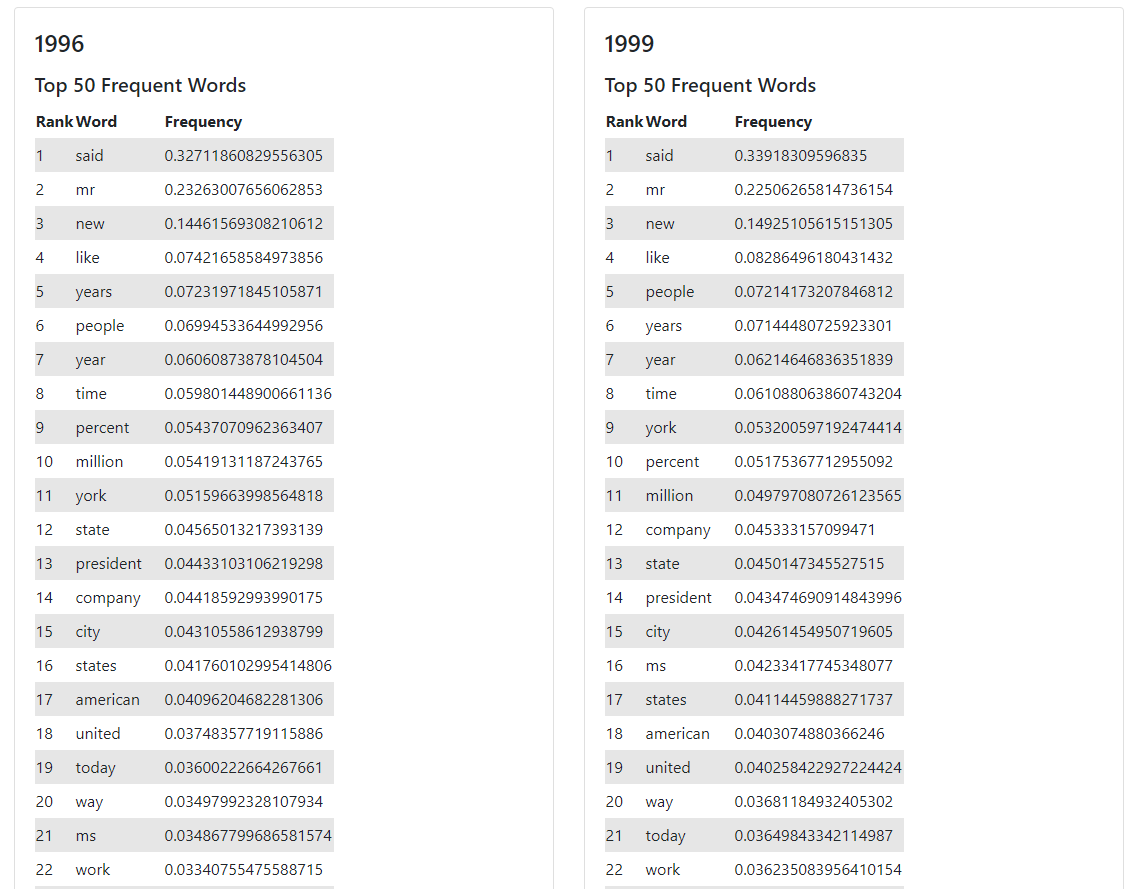 1996
Top 50 Frequent Words
Rank Word Frequency
1 said 0.32711860829556305
2 mr 0.23263007656062853
3 new 0.14461569308210612
4 like 0.07421658584973856
5 years 0.07231971845105871
6 people 0.06994533644992956
7 year 0.06060873878104504
8 time 0.059801448900661136
9 percent 0.05437070962363407
10 million 0.05419131187243765
11 york 0.05159663998564818
12 state 0.04565013217393139
13 president 0.04433103106219298
14 company 0.04418592993990175
15 city 0.04310558612938799
16 states 0.041760102995414806
17 american 0.04096204682281306
18 united 0.03748357719115886
19 today 0.03600222664267661
20 way 0.03497992328107934
21 ms 0.034867799686581574
22 work 0.03340755475588715
1999
Top 50 Frequent Words
Rank Word Frequency
1 said 0.33918309596835
2 mr 0.22506265814736154
3 new 0.14925105615151305
4 like 0.08286496180431432
5 people 0.07214173207846812
6 years 0.07144480725923301
7 year 0.06214646836351839
8 time 0.061088063860743204
9 york 0.053200597192474414
10 percent 0.05175367712955092
11 million 0.049797080726123565
12 company 0.045333157099471
13 state 0.0450147345527515
14 president 0.043474690914843996
15 city 0.04261454950719605
16 ms 0.04233417745348077
17 states 0.04114459888271737
18 american 0.0403074880366246
19 united 0.040258422927224424
20 way 0.03681184932405302
21 today 0.03649843342114987
22 work 0.036235083956410154